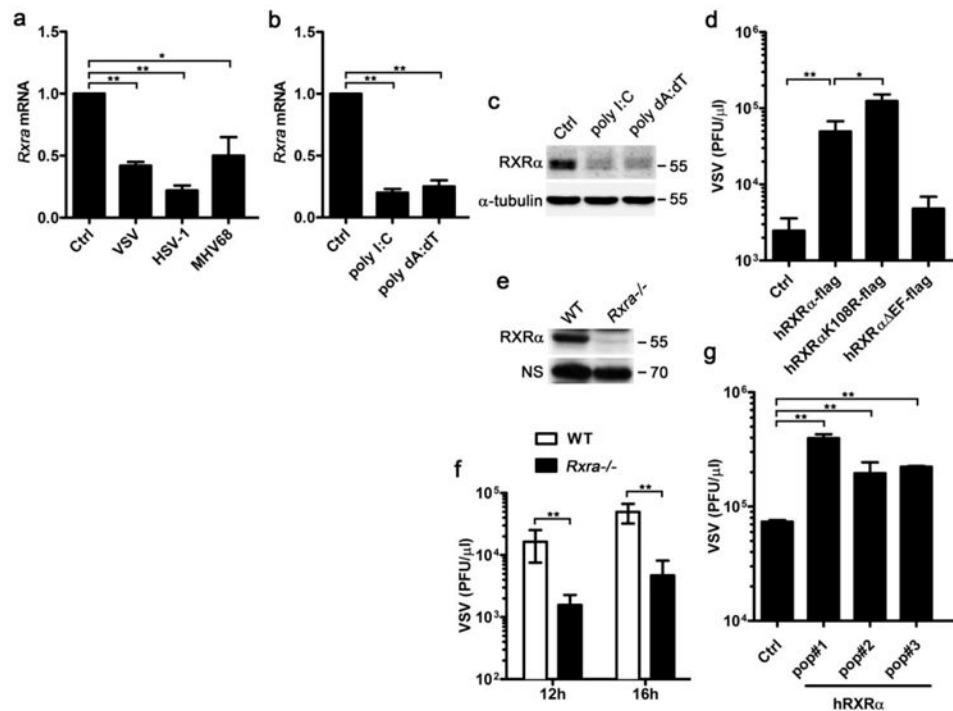 a
Rxra mRNA
1.5
1.0
0.5
0.0
*
**
**
Ctrl
VSV
HSV-1
MHV68
b
Rxra mRNA
1.5
1.0
0.5
0.0
**
**
Ctrl
poly I:C
poly dA:dT
c
Ctrl
poly I:C
poly dA:dT
RXRα
– 55
α-tubulin
– 55
d
VSV (PFU/μl)
10⁶
10⁵
10⁴
10³
**
*
Ctrl
hRXRα-flag
hRXRαK108R-flag
hRXRαΔEF-flag
e
WT
Rxra-/-
RXRα
– 55
NS
– 70
f
WT
Rxra-/-
VSV (PFU/μl)
10⁵
10⁴
10³
10²
**
**
12h
16h
g
VSV (PFU/μl)
10⁶
10⁵
10⁴
**
**
**
Ctrl
pop#1
pop#2
pop#3
hRXRα